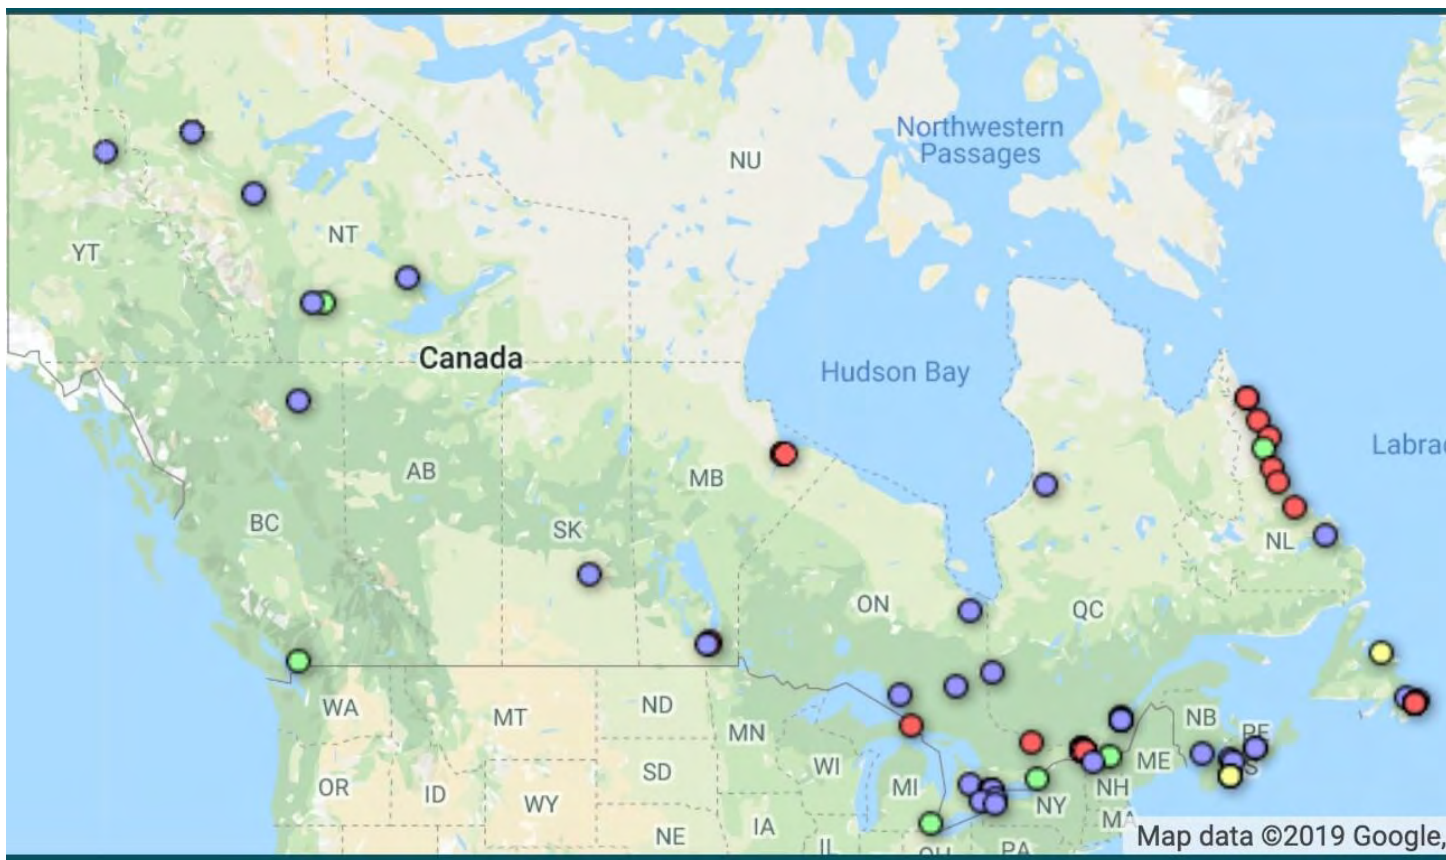 Northwestern
Passages
NU
NT
YT
Canada
Hudson Bay
Labra
AB
MB
BC
SK
NL
ON
QC
WA
MT
ND
MN
NB
PE
SD
WI
MI
ME
OR
ID
WY
NY
NH
NE
IA
IL
OH
PA
MA
S
Map data ©2019 Google,